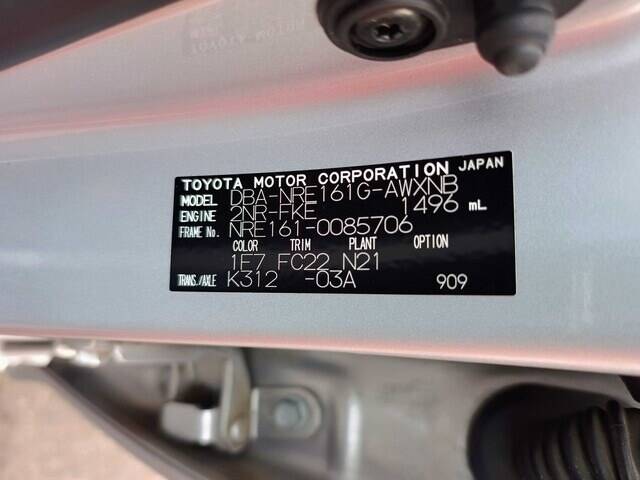 TOYOTA MOTOR CORPORATION JAPAN
MODEL DBA-NRE161G-AWXNB
ENGINE 2NR-FKE 1496 mL
FRAME No. NRE161-0085706
COLOR TRIM PLANT OPTION
1F7 FC22 N21
TRANS./AXLE K312 -03A 909